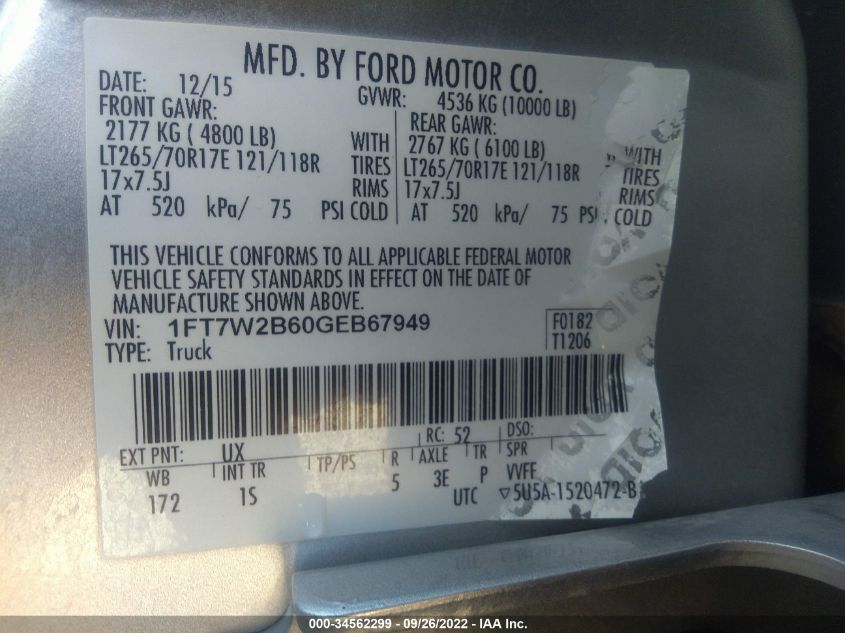 MFD. BY FORD MOTOR CO.
DATE: 12/15 GVWR: 4536 KG (10000 LB)
FRONT GAWR: REAR GAWR:
2177 KG ( 4800 LB) WITH 2767 KG ( 6100 LB) WITH
LT265/70R17E 121/118R TIRES LT265/70R17E 121/118R TIRES
17x7.5J RIMS 17x7.5J RIMS
AT 520 kPa/ 75 PSI COLD AT 520 kPa/ 75 PSI COLD
THIS VEHICLE CONFORMS TO ALL APPLICABLE FEDERAL MOTOR
VEHICLE SAFETY STANDARDS IN EFFECT ON THE DATE OF
MANUFACTURE SHOWN ABOVE.
VIN: 1FT7W2B60GEB67949 F0182
TYPE: Truck T1206
EXT PNT: UX RC: 52 DSO:
WB INT TR TP/PS R AXLE TR SPR
172 1S 5 3E P VVFF
UTC ▽5U5A-1520472-B
000-34562299 - 09/26/2022 - IAA Inc.